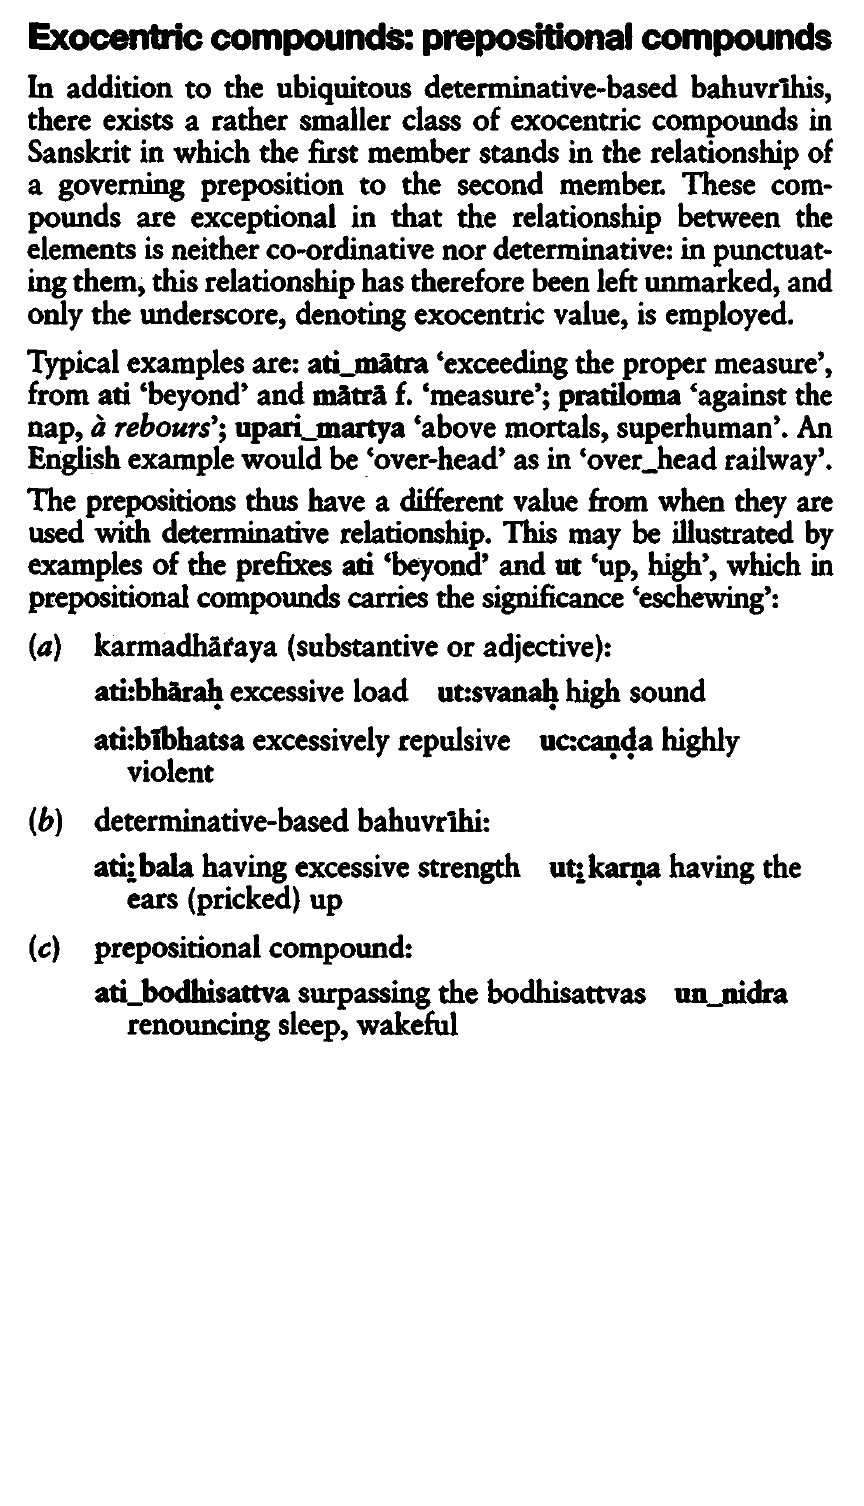 Exocentric compounds: prepositional compounds
In addition to the ubiquitous determinative-based bahuvrīhis,
there exists a rather smaller class of exocentric compounds in
Sanskrit in which the first member stands in the relationship of
a governing preposition to the second member. These com-
pounds are exceptional in that the relationship between the
elements is neither co-ordinative nor determinative: in punctuat-
ing them, this relationship has therefore been left unmarked, and
only the underscore, denoting exocentric value, is employed.
Typical examples are: ati_mātra ‘exceeding the proper measure’,
from ati ‘beyond’ and mātrā f. ‘measure’; pratiloma ‘against the
nap, à rebours’; upari_martya ‘above mortals, superhuman’. An
English example would be ‘over-head’ as in ‘over_head railway’.
The prepositions thus have a different value from when they are
used with determinative relationship. This may be illustrated by
examples of the prefixes ati ‘beyond’ and ut ‘up, high’, which in
prepositional compounds carries the significance ‘eschewing’:
(a) karmadhāraya (substantive or adjective):
ati:bhāraḥ excessive load ut:svanaḥ high sound
ati:bībhatsa excessively repulsive uc:caṇḍa highly
violent
(b) determinative-based bahuvrīhi:
ati:_bala having excessive strength ut:_karṇa having the
ears (pricked) up
(c) prepositional compound:
ati_bodhisattva surpassing the bodhisattvas un_nidra
renouncing sleep, wakeful